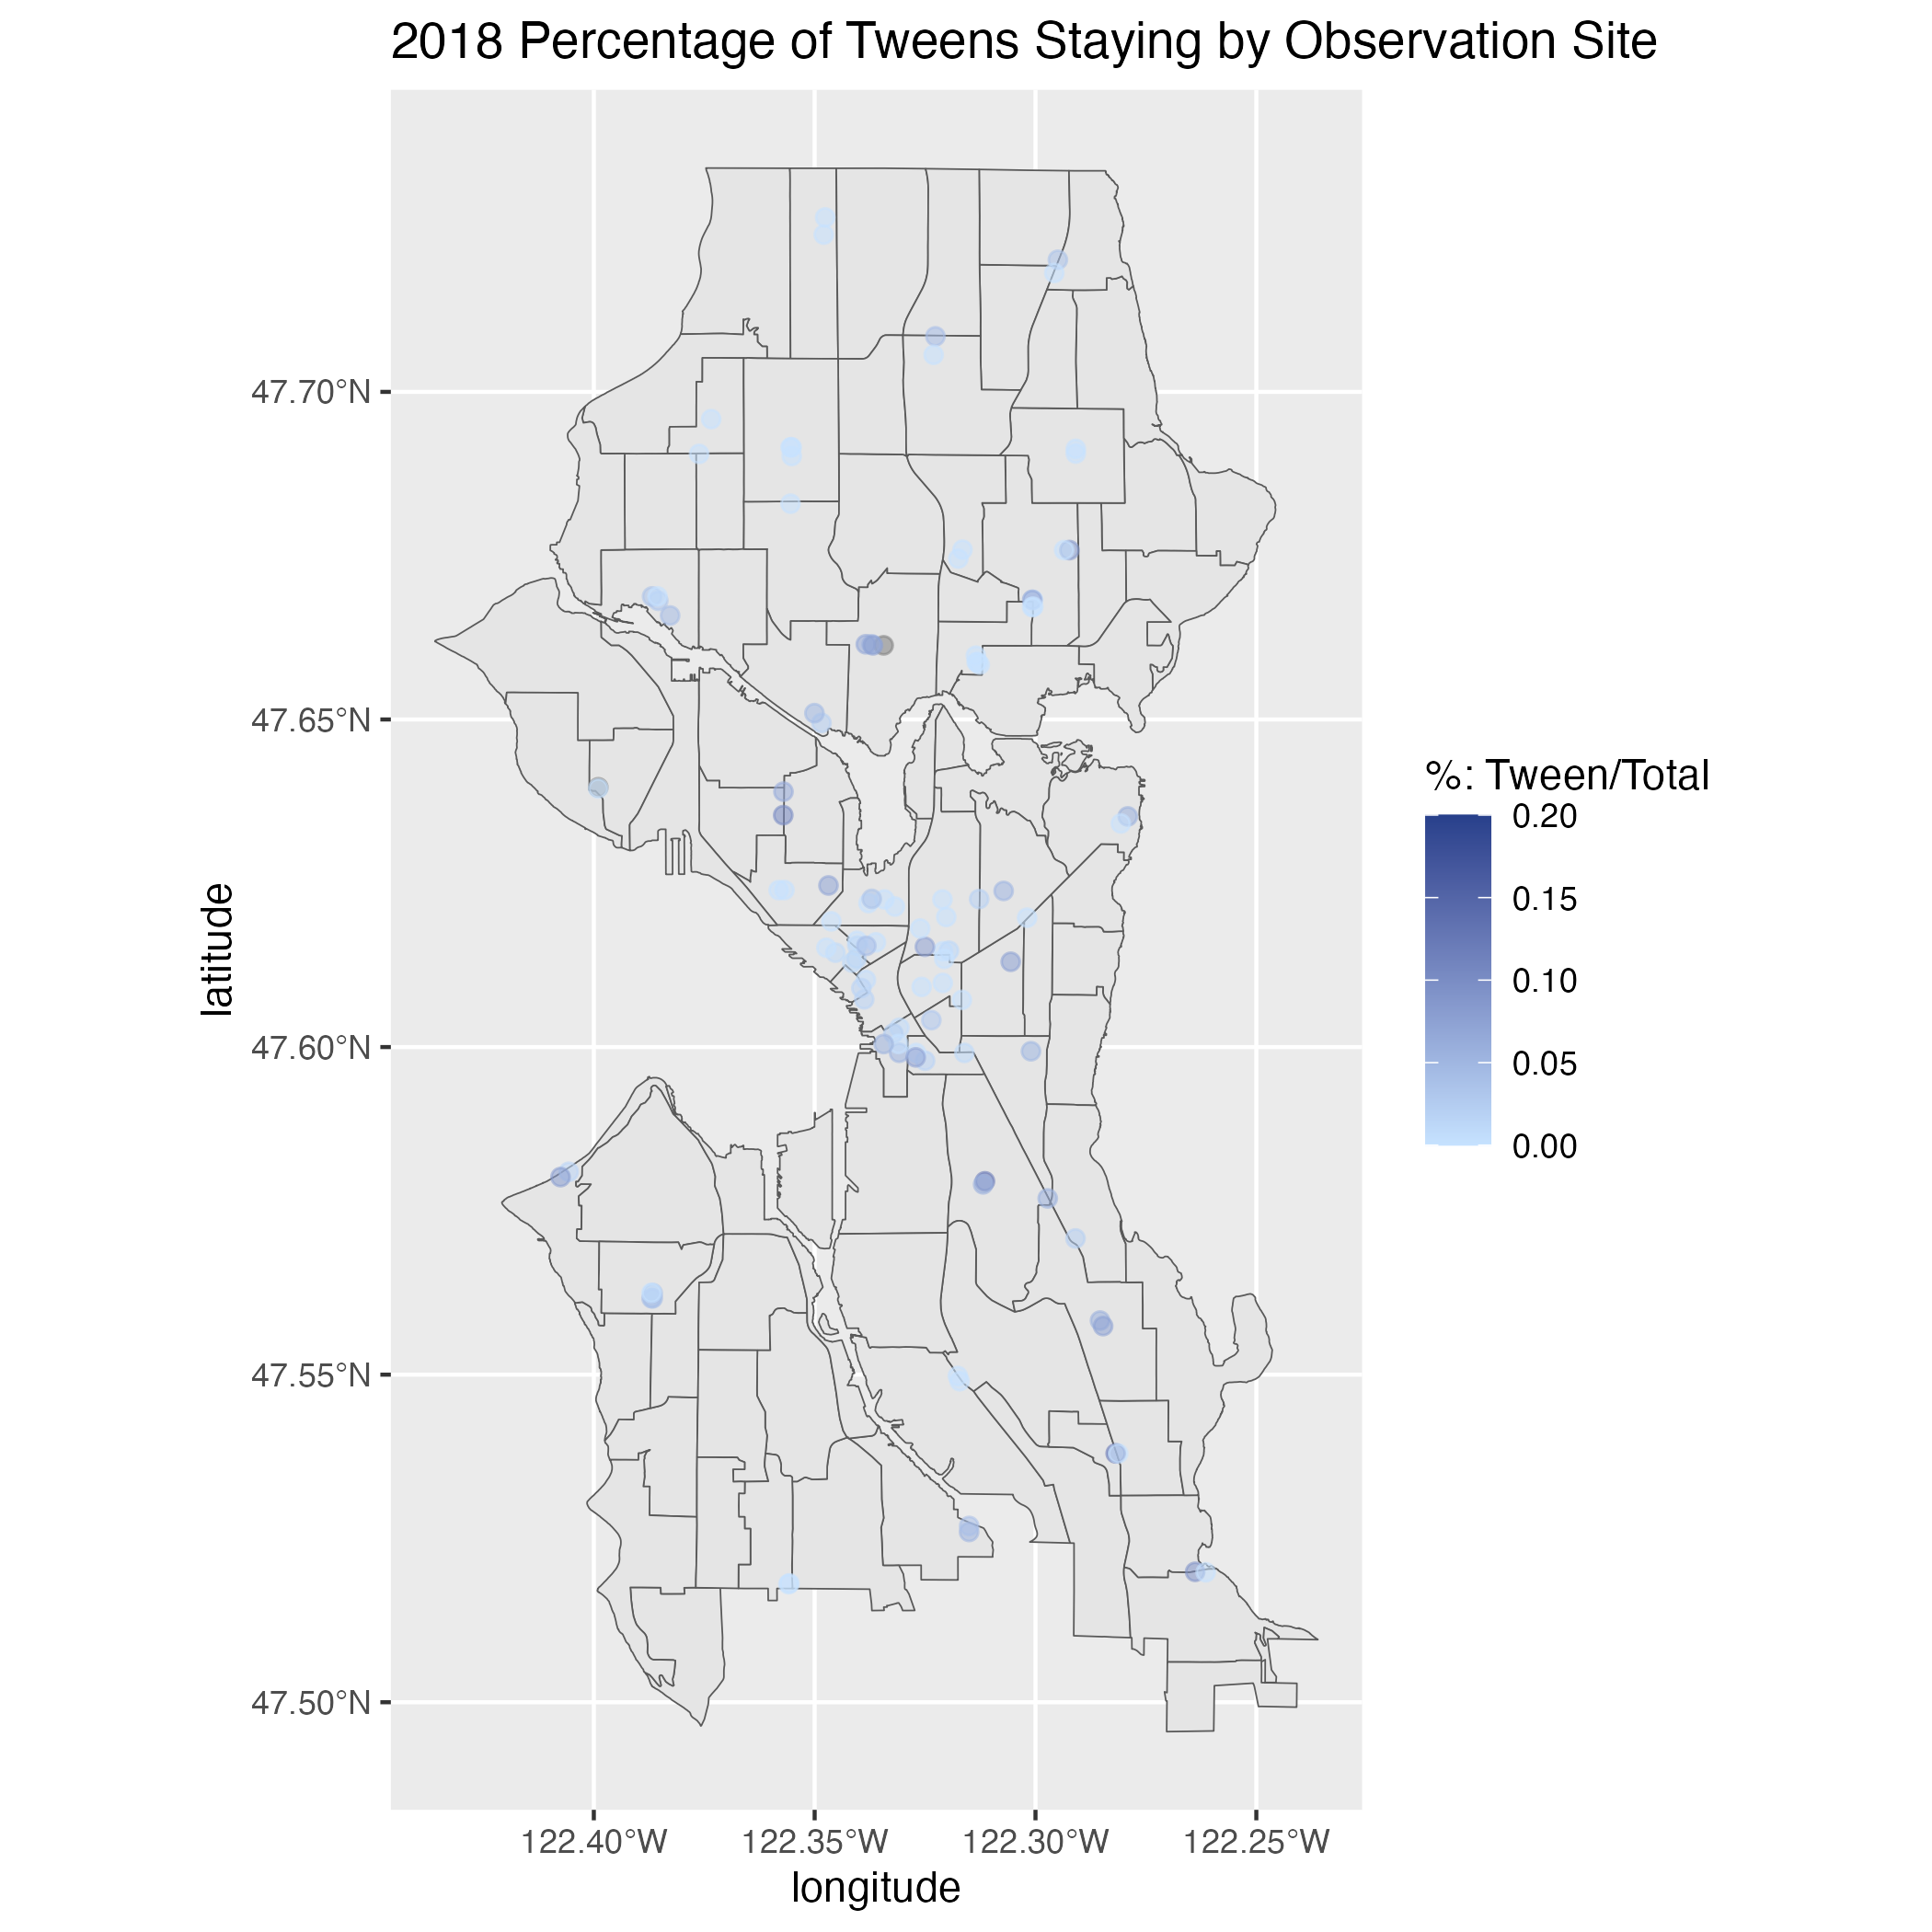 2018 Percentage of Tweens Staying by Observation Site
47.70°N
47.65°N
47.60°N
47.55°N
47.50°N
latitude
122.40°W
122.35°W
122.30°W
122.25°W
longitude
%: Tween/Total
0.20
0.15
0.10
0.05
0.00